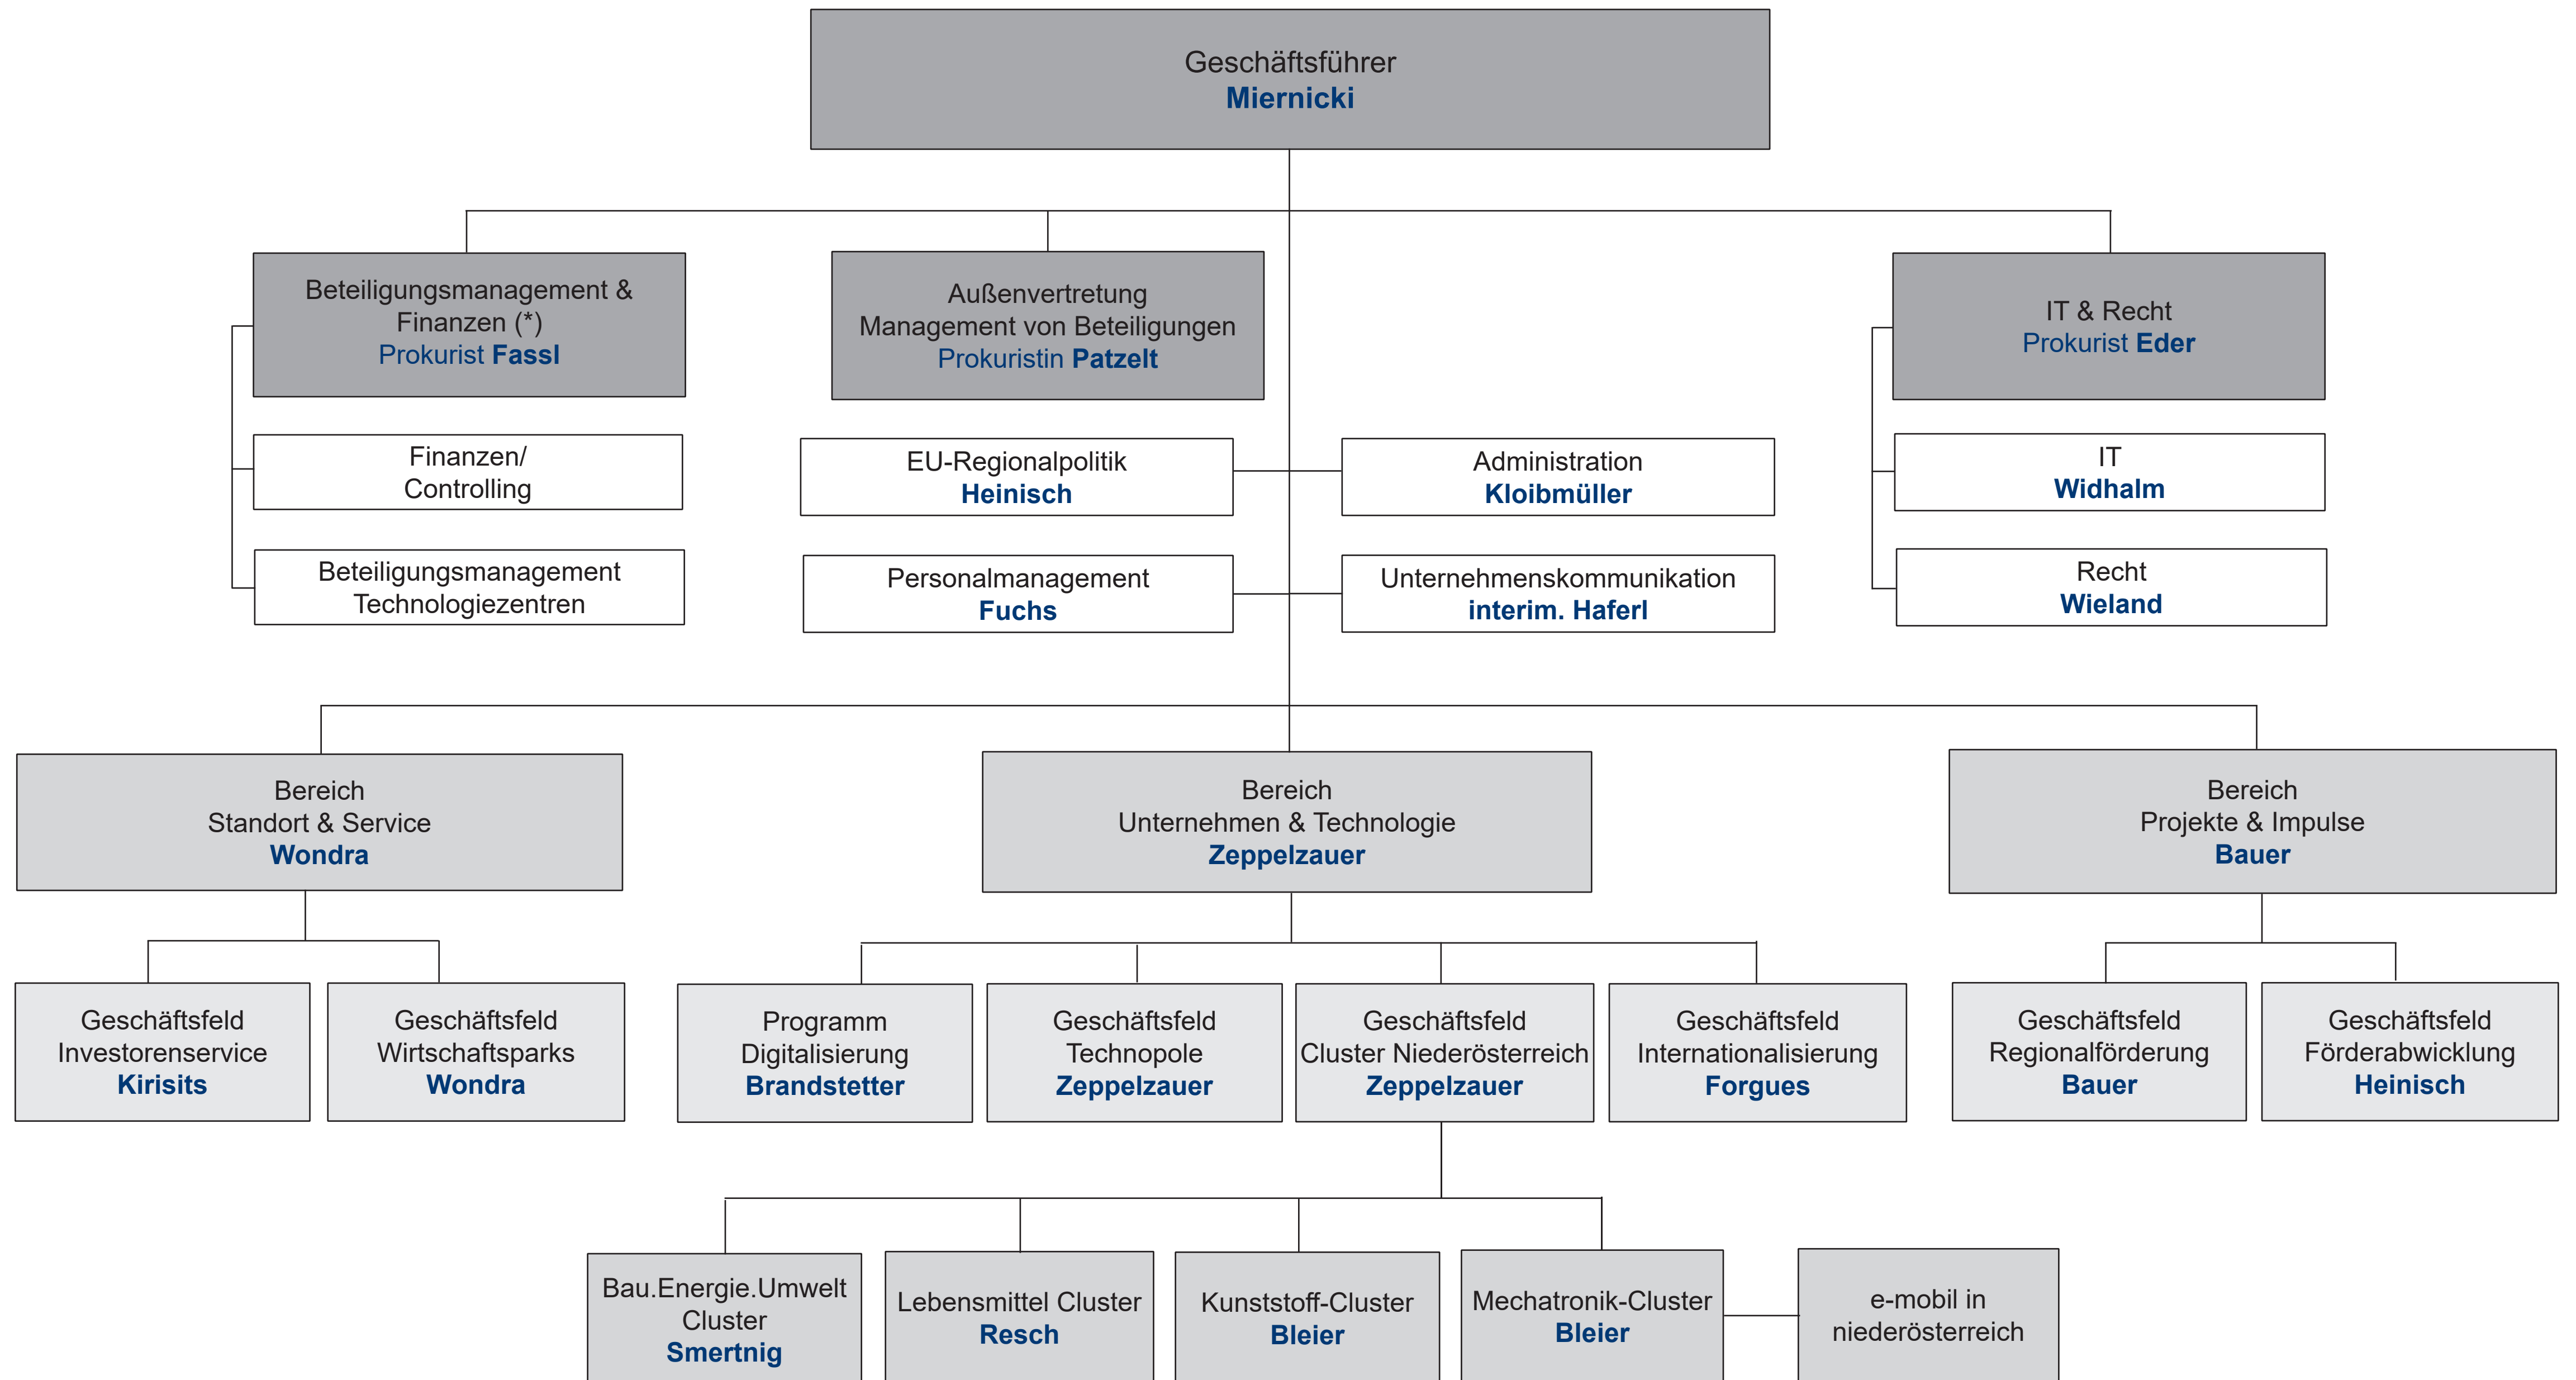 Geschäftsführer
Miernicki
Beteiligungsmanagement &
Finanzen (*)
Prokurist Fassl
Außenvertretung
Management von Beteiligungen
Prokuristin Patzelt
IT & Recht
Prokurist Eder
Finanzen/
Controlling
EU-Regionalpolitik
Heinisch
Administration
Kloibmüller
IT
Widhalm
Beteiligungsmanagement
Technologiezentren
Personalmanagement
Fuchs
Unternehmenskommunikation
interim. Haferl
Recht
Wieland
Bereich
Standort & Service
Wondra
Bereich
Unternehmen & Technologie
Zeppelzauer
Bereich
Projekte & Impulse
Bauer
Geschäftsfeld
Investorenservice
Kirisits
Geschäftsfeld
Wirtschaftsparks
Wondra
Programm
Digitalisierung
Brandstetter
Geschäftsfeld
Technopole
Zeppelzauer
Geschäftsfeld
Cluster Niederösterreich
Zeppelzauer
Geschäftsfeld
Internationalisierung
Forgues
Geschäftsfeld
Regionalförderung
Bauer
Geschäftsfeld
Förderabwicklung
Heinisch
Bau.Energie.Umwelt
Cluster
Smertnig
Lebensmittel Cluster
Resch
Kunststoff-Cluster
Bleier
Mechatronik-Cluster
Bleier
e-mobil in
niederösterreich